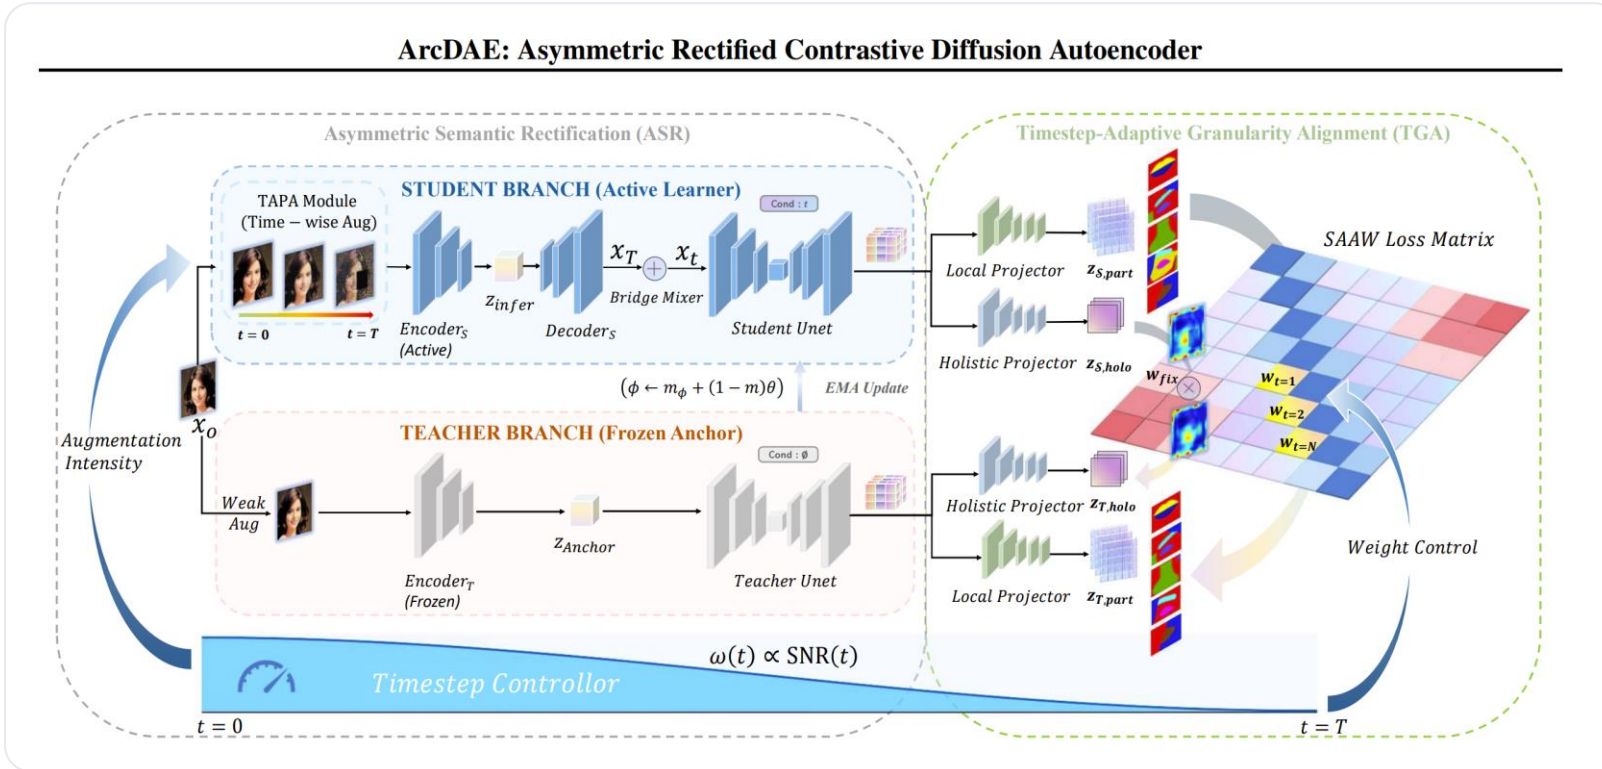 ArcDAE: Asymmetric Rectified Contrastive Diffusion Autoencoder
Asymmetric Semantic Rectification (ASR)
Timestep-Adaptive Granularity Alignment (TGA)
STUDENT BRANCH (Active Learner)
TAPA Module
(Time − wise Aug)
t = 0
t = T
Encoder_S
(Active)
z_infer
Decoder_S
x_T
Bridge Mixer
x_t
Cond : t
Student Unet
Local Projector
z_S,part
Holistic Projector
z_S,holo
SAAW Loss Matrix
w_fix
w_t=1
w_t=2
w_t=N
x_o
(ϕ ← m_ϕ + (1 − m)θ)
EMA Update
Augmentation
Intensity
TEACHER BRANCH (Frozen Anchor)
Weak
Aug
Encoder_T
(Frozen)
z_Anchor
Cond : ∅
Teacher Unet
Holistic Projector
z_T,holo
Local Projector
z_T,part
Weight Control
ω(t) ∝ SNR(t)
Timestep Controllor
t = 0
t = T